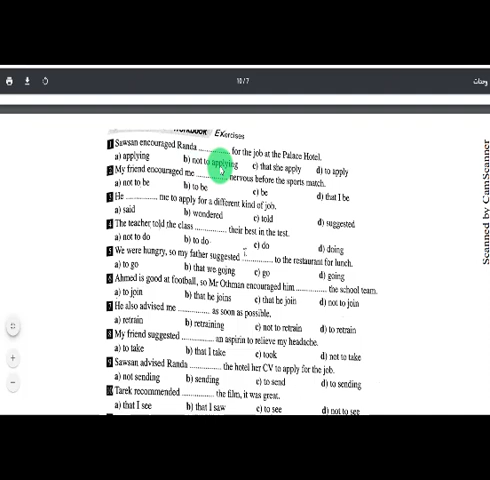 10 / 7
Exercises
1 Sawsan encouraged Randa ............ for the job at the Palace Hotel.
a) applying b) not to applying c) that she apply d) to apply
2 My friend encouraged me ............ nervous before the sports match.
a) not to be b) to be c) be d) that I be
3 He ............ me to apply for a different kind of job.
a) said b) wondered c) told d) suggested
4 The teacher told the class ............ their best in the test.
a) not to do b) to do c) do d) doing
5 We were hungry, so my father suggested ............ to the restaurant for lunch.
a) to go b) that we going c) go d) going
6 Ahmed is good at football, so Mr Othman encouraged him ............ the school team.
a) to join b) that he joins c) that he join d) not to join
7 He also advised me ............ as soon as possible.
a) retrain b) retraining c) not to retrain d) to retrain
8 My friend suggested ............ an aspirin to relieve my headache.
a) to take b) that I take c) took d) not to take
9 Sawsan advised Randa ............ the hotel her CV to apply for the job.
a) not sending b) sending c) to send d) to sending
10 Tarek recommended ............ the film, it was great.
a) that I see b) that I saw c) to see d) not to see
Scanned by CamScanner